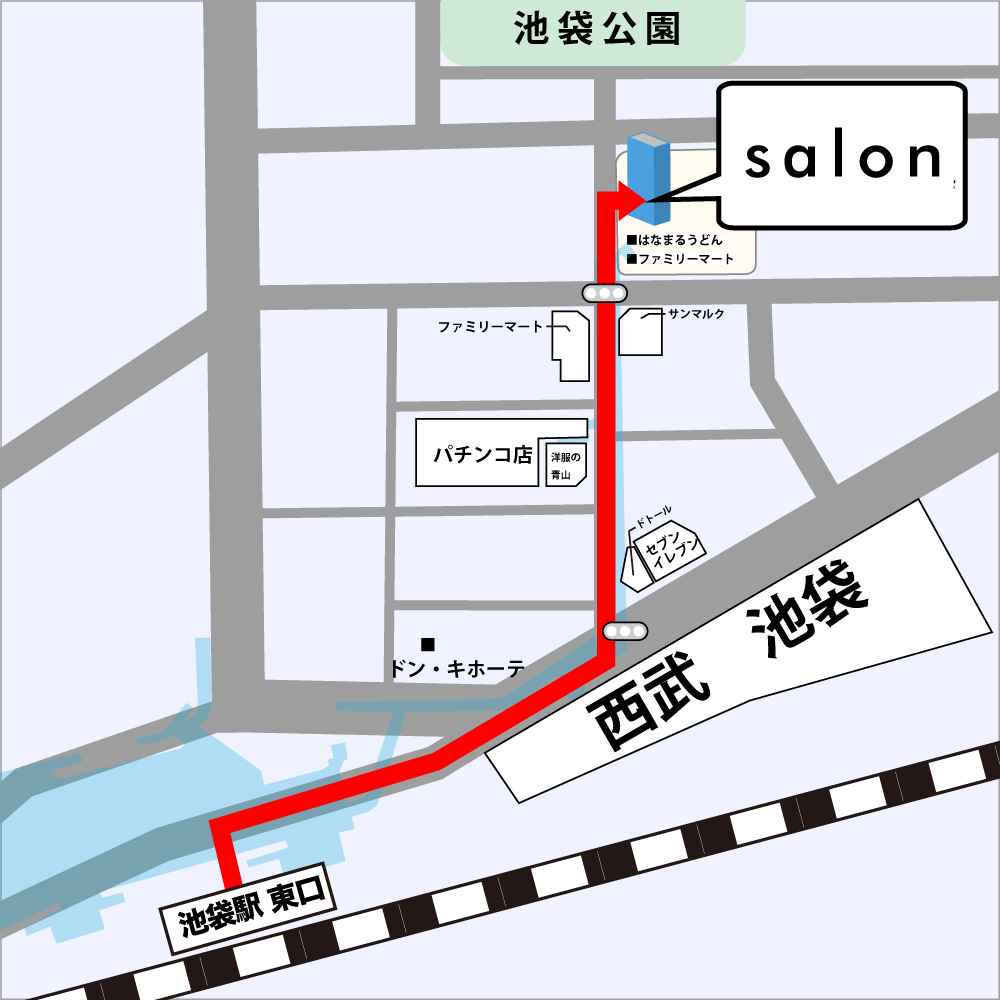 池袋公園
salon
■はなまるうどん
■ファミリーマート
ファミリーマート
サンマルク
パチンコ店
洋服の
青山
ドトール
セブン
イレブン
ドン・キホーテ
西武 池袋
池袋駅 東口